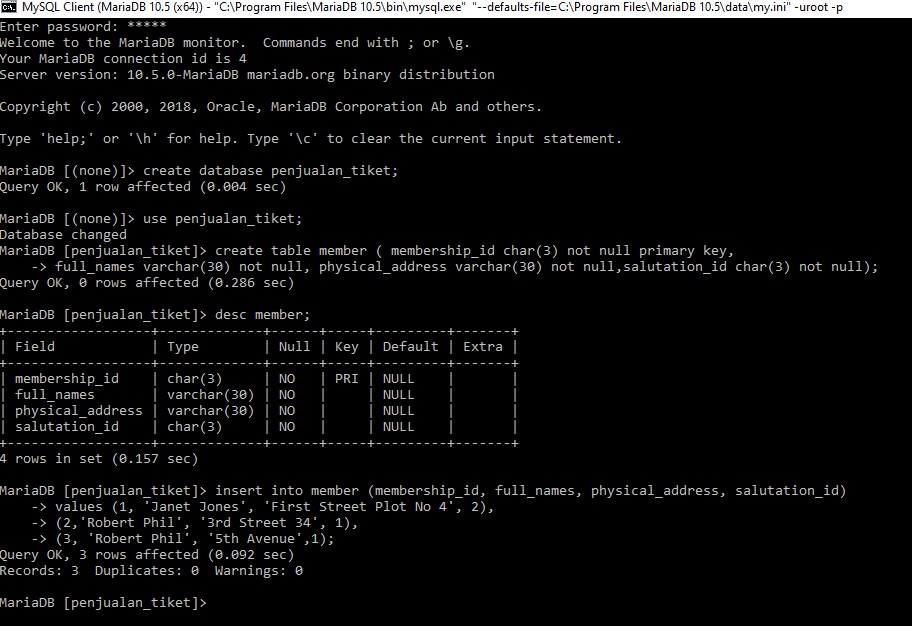 MySQL Client (MariaDB 10.5 (x64)) - "C:\Program Files\MariaDB 10.5\bin\mysql.exe"  "--defaults-file=C:\Program Files\MariaDB 10.5\data\my.ini" -uroot -p
Enter password: *****
Welcome to the MariaDB monitor.  Commands end with ; or \g.
Your MariaDB connection id is 4
Server version: 10.5.0-MariaDB mariadb.org binary distribution

Copyright (c) 2000, 2018, Oracle, MariaDB Corporation Ab and others.

Type 'help;' or '\h' for help. Type '\c' to clear the current input statement.

MariaDB [(none)]> create database penjualan_tiket;
Query OK, 1 row affected (0.004 sec)

MariaDB [(none)]> use penjualan_tiket;
Database changed
MariaDB [penjualan_tiket]> create table member ( membership_id char(3) not null primary key,
    -> full_names varchar(30) not null, physical_address varchar(30) not null,salutation_id char(3) not null);
Query OK, 0 rows affected (0.286 sec)

MariaDB [penjualan_tiket]> desc member;
+------------------+-------------+------+-----+---------+-------+
| Field            | Type        | Null | Key | Default | Extra |
+------------------+-------------+------+-----+---------+-------+
| membership_id    | char(3)     | NO   | PRI | NULL    |       |
| full_names       | varchar(30) | NO   |     | NULL    |       |
| physical_address | varchar(30) | NO   |     | NULL    |       |
| salutation_id    | char(3)     | NO   |     | NULL    |       |
+------------------+-------------+------+-----+---------+-------+
4 rows in set (0.157 sec)

MariaDB [penjualan_tiket]> insert into member (membership_id, full_names, physical_address, salutation_id)
    -> values (1, 'Janet Jones', 'First Street Plot No 4', 2),
    -> (2,'Robert Phil', '3rd Street 34', 1),
    -> (3, 'Robert Phil', '5th Avenue',1);
Query OK, 3 rows affected (0.092 sec)
Records: 3  Duplicates: 0  Warnings: 0

MariaDB [penjualan_tiket]>